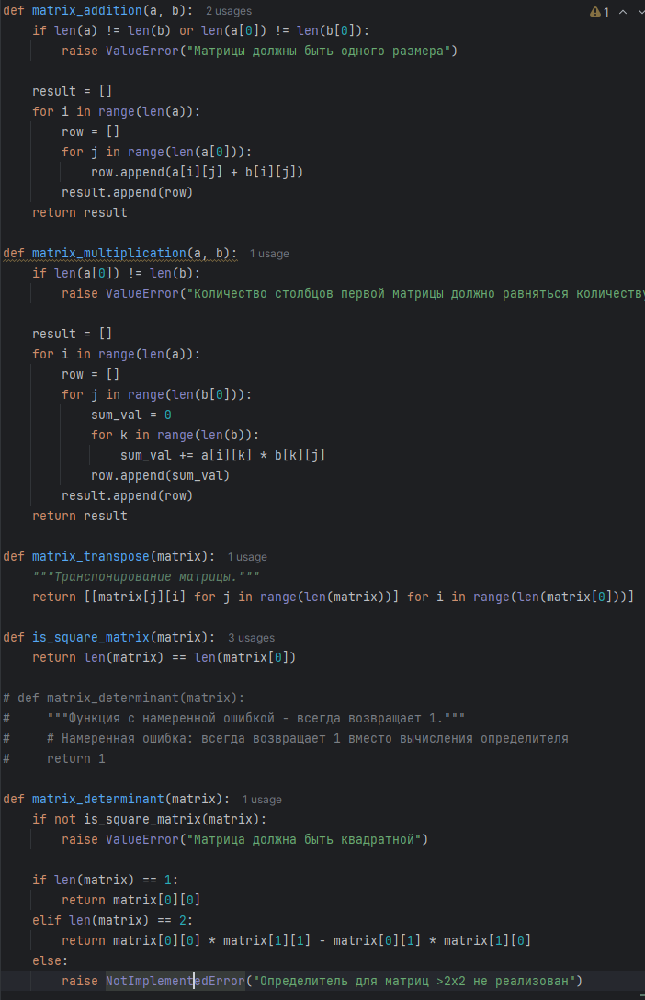 def matrix_addition(a, b):  2 usages  1
    if len(a) != len(b) or len(a[0]) != len(b[0]):
        raise ValueError("Матрицы должны быть одного размера")

    result = []
    for i in range(len(a)):
        row = []
        for j in range(len(a[0])):
            row.append(a[i][j] + b[i][j])
        result.append(row)
    return result

def matrix_multiplication(a, b):  1 usage
    if len(a[0]) != len(b):
        raise ValueError("Количество столбцов первой матрицы должно равняться количеству

    result = []
    for i in range(len(a)):
        row = []
        for j in range(len(b[0])):
            sum_val = 0
            for k in range(len(b)):
                sum_val += a[i][k] * b[k][j]
            row.append(sum_val)
        result.append(row)
    return result

def matrix_transpose(matrix):  1 usage
    """Транспонирование матрицы."""
    return [[matrix[j][i] for j in range(len(matrix))] for i in range(len(matrix[0]))]

def is_square_matrix(matrix):  3 usages
    return len(matrix) == len(matrix[0])

# def matrix_determinant(matrix):
#     """Функция с намеренной ошибкой - всегда возвращает 1."""
#     # Намеренная ошибка: всегда возвращает 1 вместо вычисления определителя
#     return 1

def matrix_determinant(matrix):  1 usage
    if not is_square_matrix(matrix):
        raise ValueError("Матрица должна быть квадратной")

    if len(matrix) == 1:
        return matrix[0][0]
    elif len(matrix) == 2:
        return matrix[0][0] * matrix[1][1] - matrix[0][1] * matrix[1][0]
    else:
        raise NotImplementedError("Определитель для матриц >2x2 не реализован")